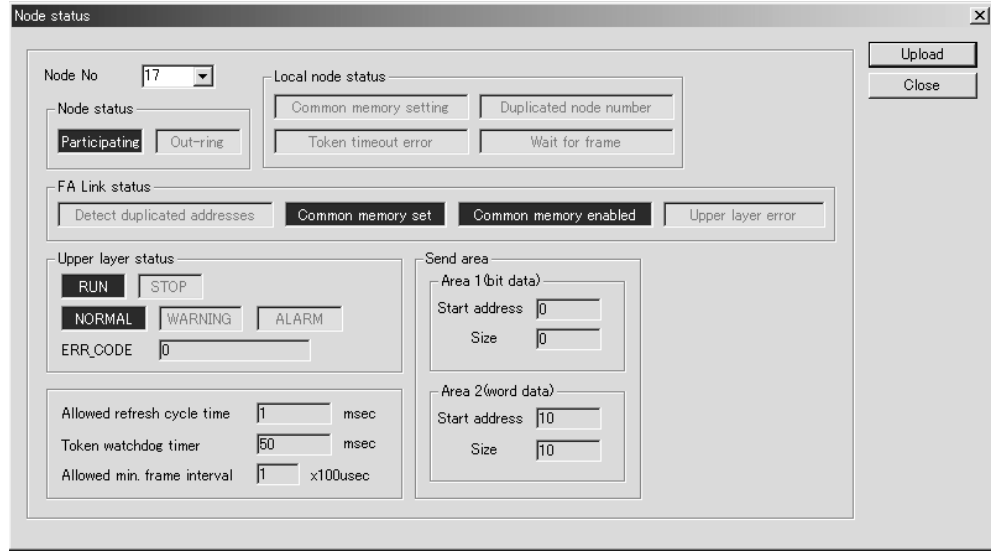 Node status
Upload
Close
Node No 17
Local node status
Common memory setting Duplicated node number
Token timeout error Wait for frame
Node status
Participating Out-ring
FA Link status
Detect duplicated addresses Common memory set Common memory enabled Upper layer error
Upper layer status
RUN STOP
NORMAL WARNING ALARM
ERR_CODE 0
Send area
Area 1(bit data)
Start address 0
Size 0
Area 2(word data)
Start address 10
Size 10
Allowed refresh cycle time 1 msec
Token watchdog timer 50 msec
Allowed min. frame interval 1 x100usec